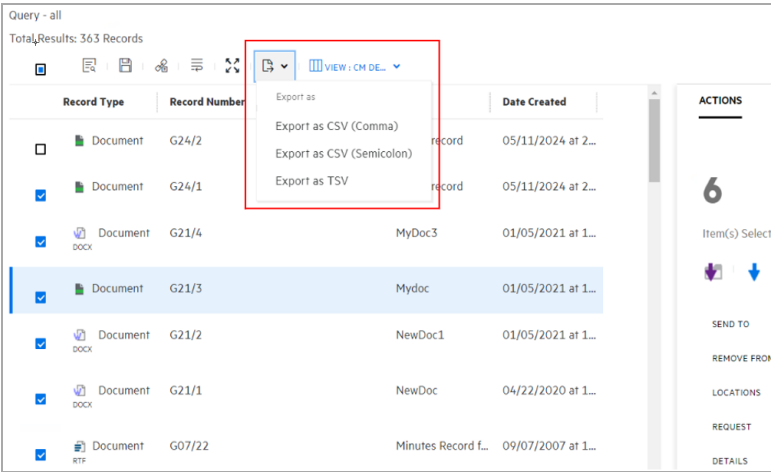 Query - all
Total Results: 363 Records
VIEW : CM DE...
Export as
Export as CSV (Comma)
Export as CSV (Semicolon)
Export as TSV
Record Type Record Number Date Created
Document G24/2 record 05/11/2024 at 2...
Document G24/1 record 05/11/2024 at 2...
Document G21/4 MyDoc3 01/05/2021 at 1...
DOCX
Document G21/3 Mydoc 01/05/2021 at 1...
Document G21/2 NewDoc1 01/05/2021 at 1...
DOCX
Document G21/1 NewDoc 04/22/2020 at 1...
DOCX
Document G07/22 Minutes Record f... 09/07/2007 at 1...
RTF
ACTIONS
6
Item(s) Select
SEND TO
REMOVE FROM
LOCATIONS
REQUEST
DETAILS